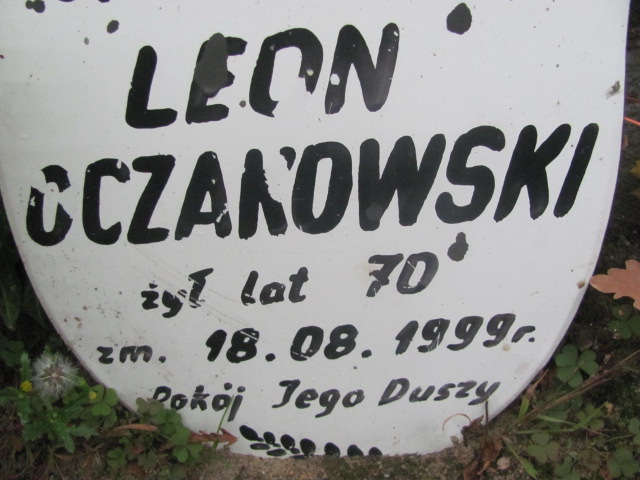 LEON
OCZAKOWSKI
żył lat 70
zm. 18.08.1999r.
Pokój Jego Duszy